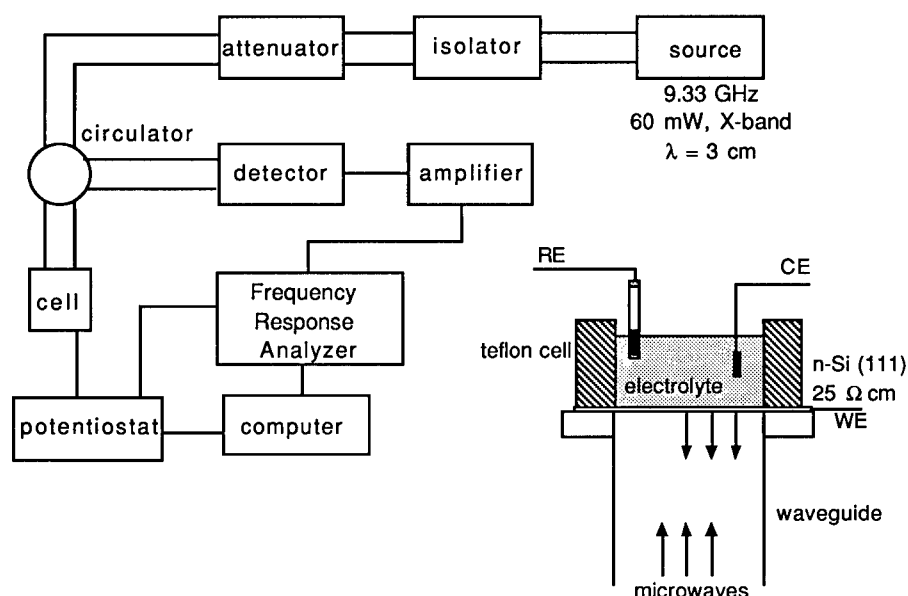 attenuator
isolator
source
9.33 GHz
60 mW, X-band
λ = 3 cm
circulator
detector
amplifier
cell
Frequency
Response
Analyzer
potentiostat
computer
RE
CE
teflon cell
electrolyte
n-Si (111)
25 Ω cm
WE
waveguide
microwaves